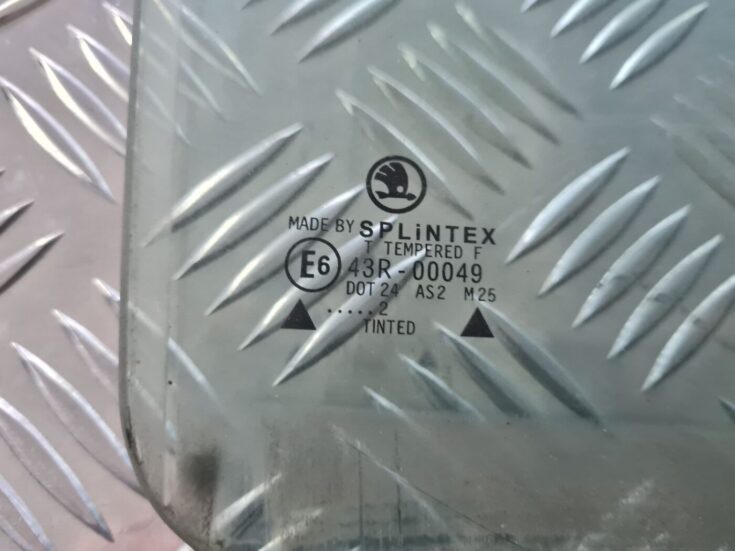 MADE BY SPLiNTEX
T TEMPERED F
E6 43R-00049
DOT 24 AS2 M25
.....2
TINTED